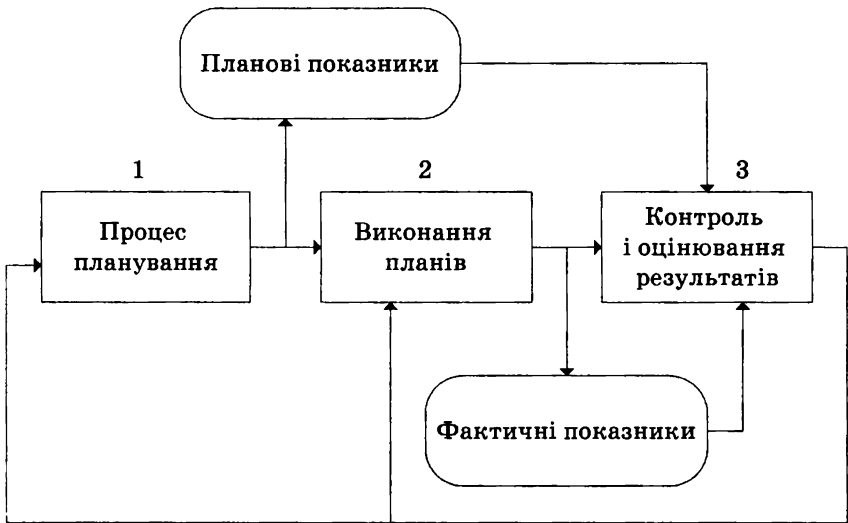 Планові показники
1
2
3
Процес
планування
Виконання
планів
Контроль
і оцінювання
результатів
Фактичні показники